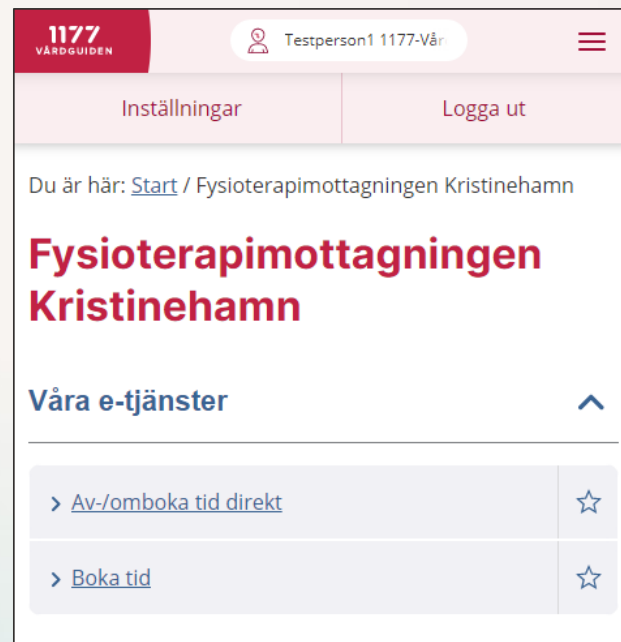 1177
VÅRDGUIDEN
Testperson1 1177-Vår
Inställningar
Logga ut
Du är här: Start / Fysioterapimottagningen Kristinehamn
Fysioterapimottagningen
Kristinehamn
Våra e-tjänster
Av-/omboka tid direkt
Boka tid